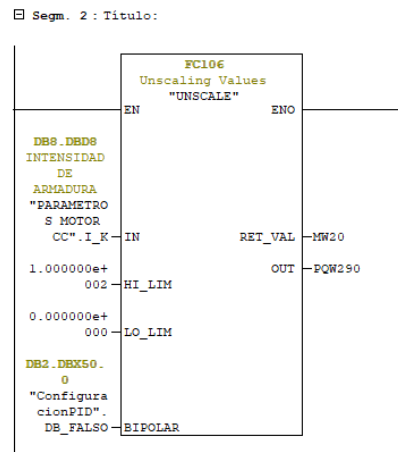 Segm. 2 : Título:
FC106
Unscaling Values
"UNSCALE"
EN ENO
DB8.DBD8
INTENSIDAD
DE
ARMADURA
"PARAMETRO
S MOTOR
CC".I_K IN RET_VAL MW20
1.000000e+ OUT PQW290
002 HI_LIM
0.000000e+
000 LO_LIM
DB2.DBX50.
0
"Configura
cionPID".
DB_FALSO BIPOLAR